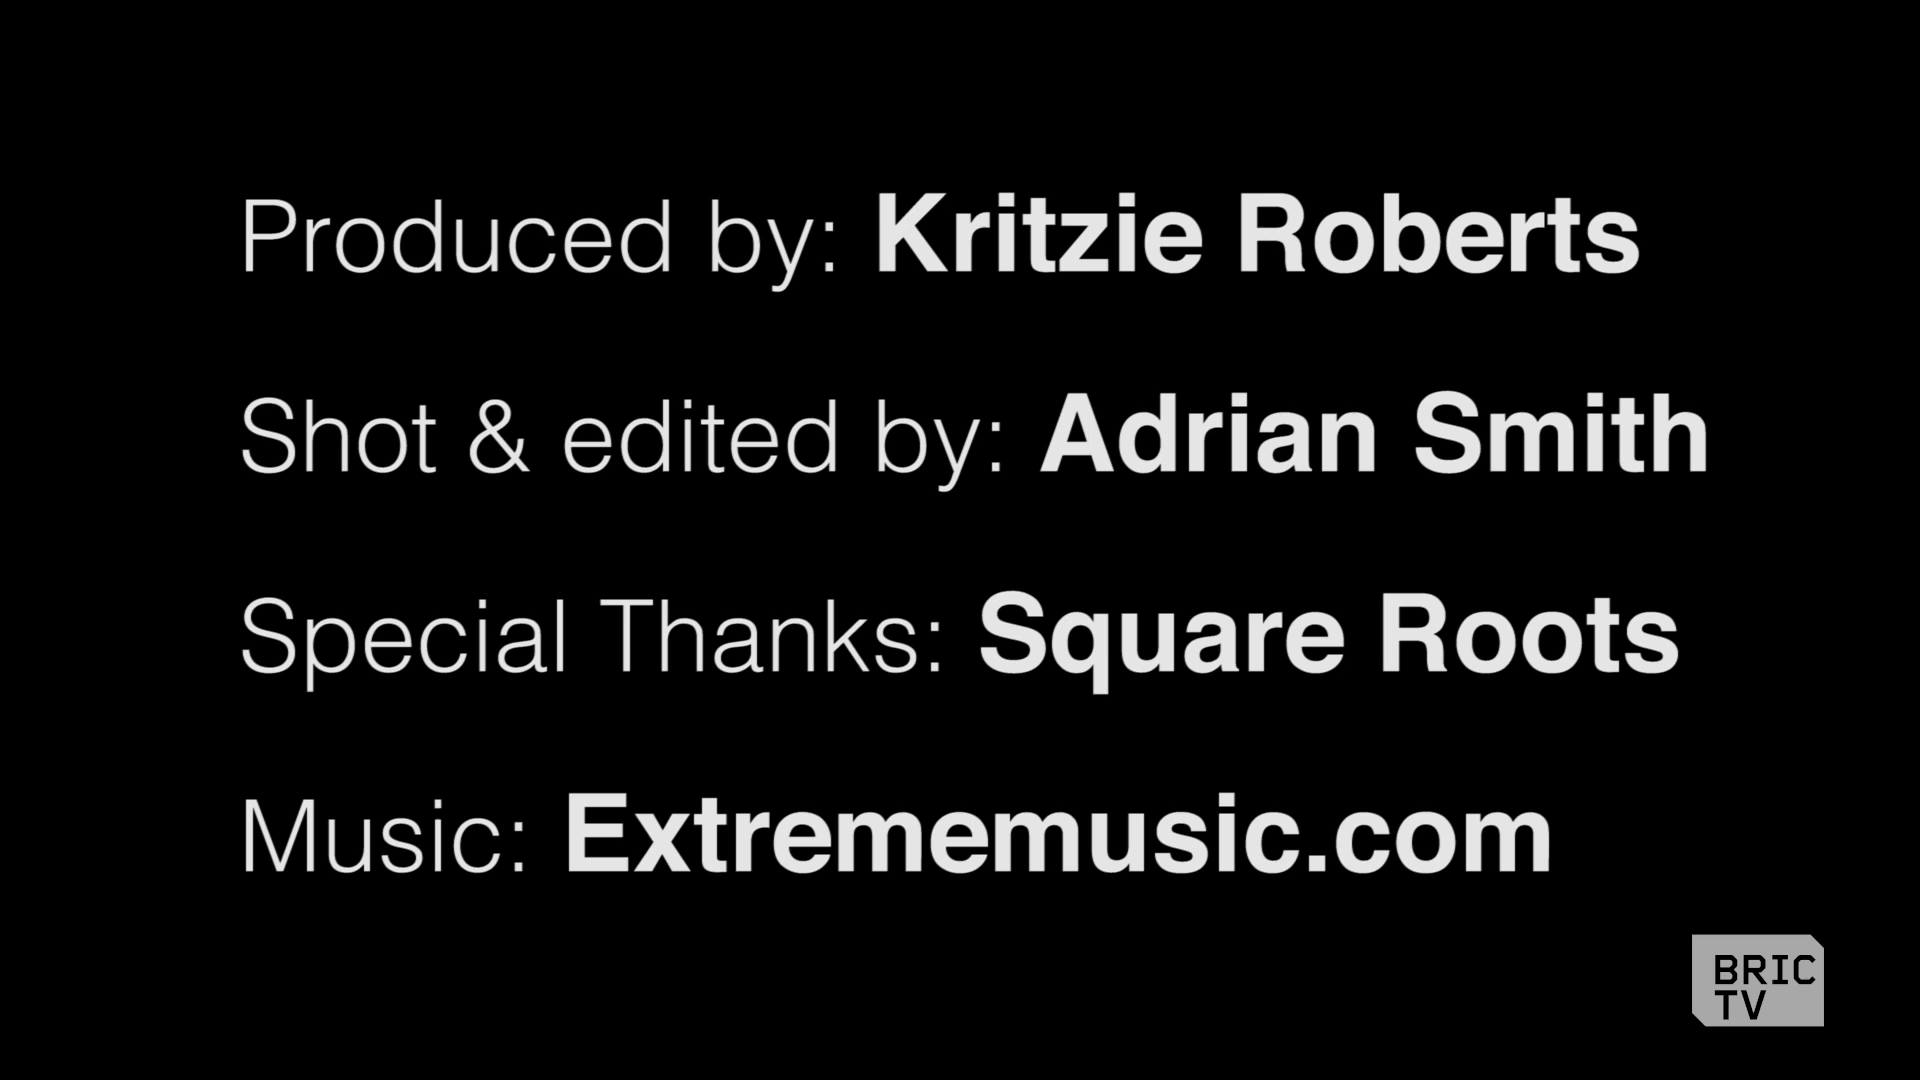 Produced by: Kritzie Roberts
Shot & edited by: Adrian Smith
Special Thanks: Square Roots
Music: Extrememusic.com
BRIC
TV